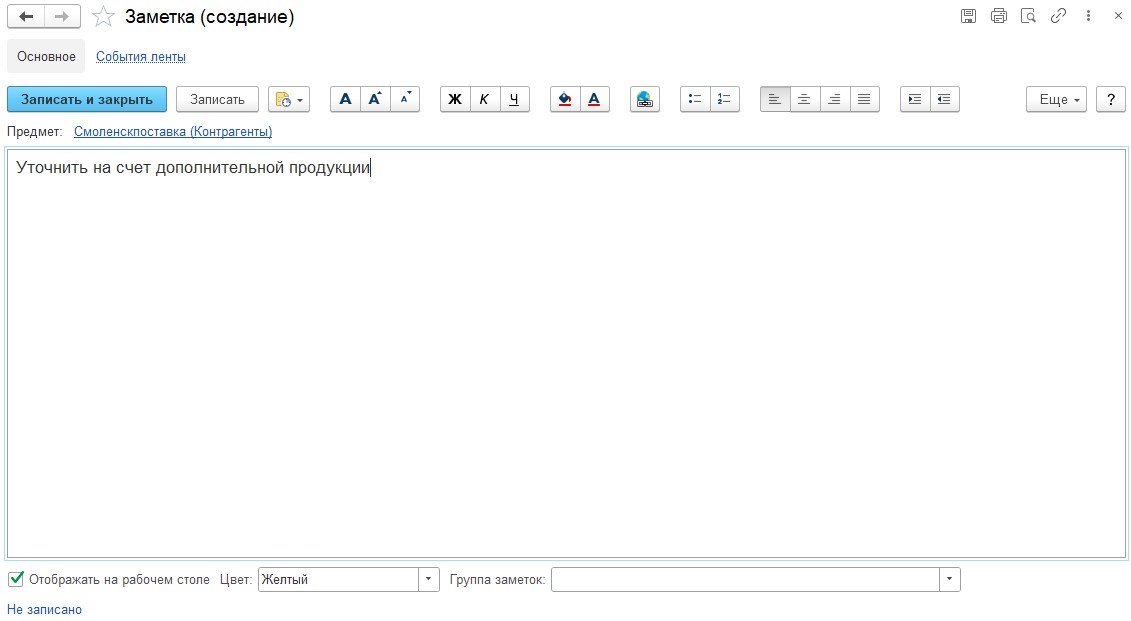 Заметка (создание)
Основное События ленты
Записать и закрыть Записать А А А Ж К Ч А Еще ?
Предмет: Смоленскпоставка (Контрагенты)
Уточнить на счет дополнительной продукции
Отображать на рабочем столе Цвет: Желтый Группа заметок:
Не записано